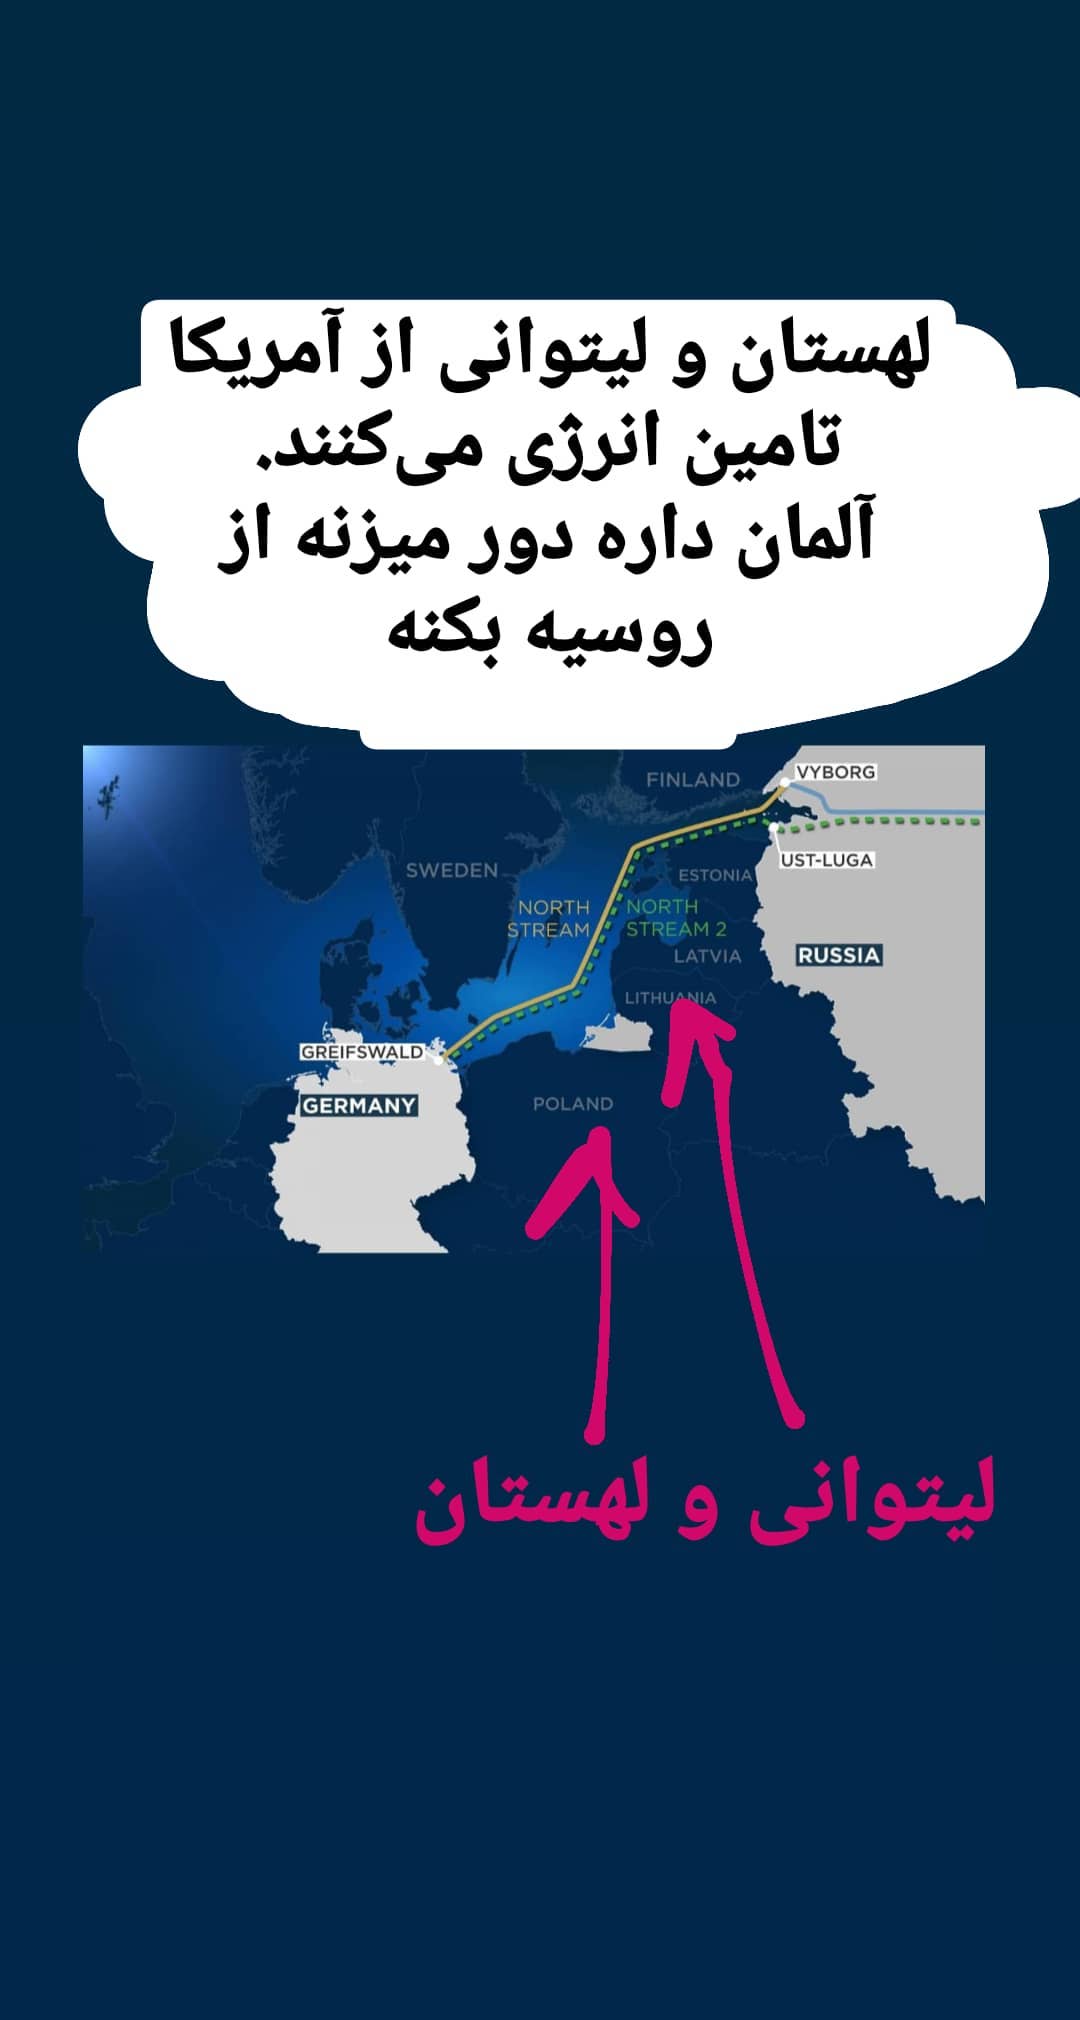 لهستان و لیتوانی از آمریکا
تامین انرژی می‌کنند.
آلمان داره دور میزنه از
روسیه بکنه
FINLAND
VYBORG
UST-LUGA
SWEDEN
ESTONIA
NORTH
STREAM
NORTH
STREAM 2
LATVIA
RUSSIA
LITHUANIA
GREIFSWALD
GERMANY
POLAND
لیتوانی و لهستان